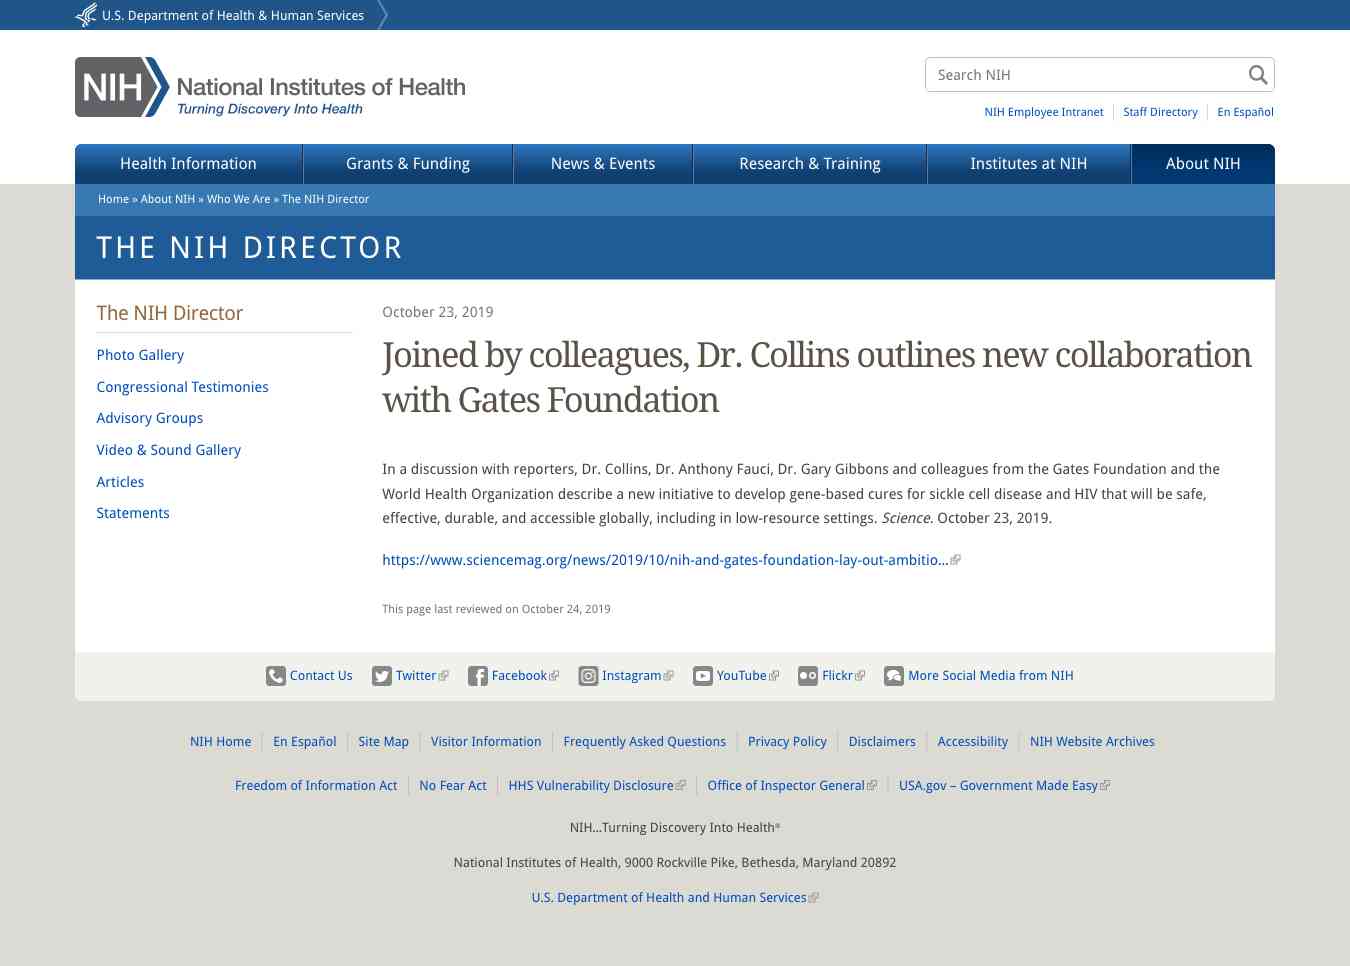 U.S. Department of Health & Human Services
NIH National Institutes of Health
Turning Discovery Into Health
Search NIH
NIH Employee Intranet Staff Directory En Español
Health Information Grants & Funding News & Events Research & Training Institutes at NIH About NIH
Home » About NIH » Who We Are » The NIH Director
THE NIH DIRECTOR
The NIH Director
Photo Gallery
Congressional Testimonies
Advisory Groups
Video & Sound Gallery
Articles
Statements
October 23, 2019
Joined by colleagues, Dr. Collins outlines new collaboration
with Gates Foundation
In a discussion with reporters, Dr. Collins, Dr. Anthony Fauci, Dr. Gary Gibbons and colleagues from the Gates Foundation and the
World Health Organization describe a new initiative to develop gene-based cures for sickle cell disease and HIV that will be safe,
effective, durable, and accessible globally, including in low-resource settings. Science. October 23, 2019.
https://www.sciencemag.org/news/2019/10/nih-and-gates-foundation-lay-out-ambitio...
This page last reviewed on October 24, 2019
Contact Us Twitter Facebook Instagram YouTube Flickr More Social Media from NIH
NIH Home En Español Site Map Visitor Information Frequently Asked Questions Privacy Policy Disclaimers Accessibility NIH Website Archives
Freedom of Information Act No Fear Act HHS Vulnerability Disclosure Office of Inspector General USA.gov – Government Made Easy
NIH...Turning Discovery Into Health®
National Institutes of Health, 9000 Rockville Pike, Bethesda, Maryland 20892
U.S. Department of Health and Human Services